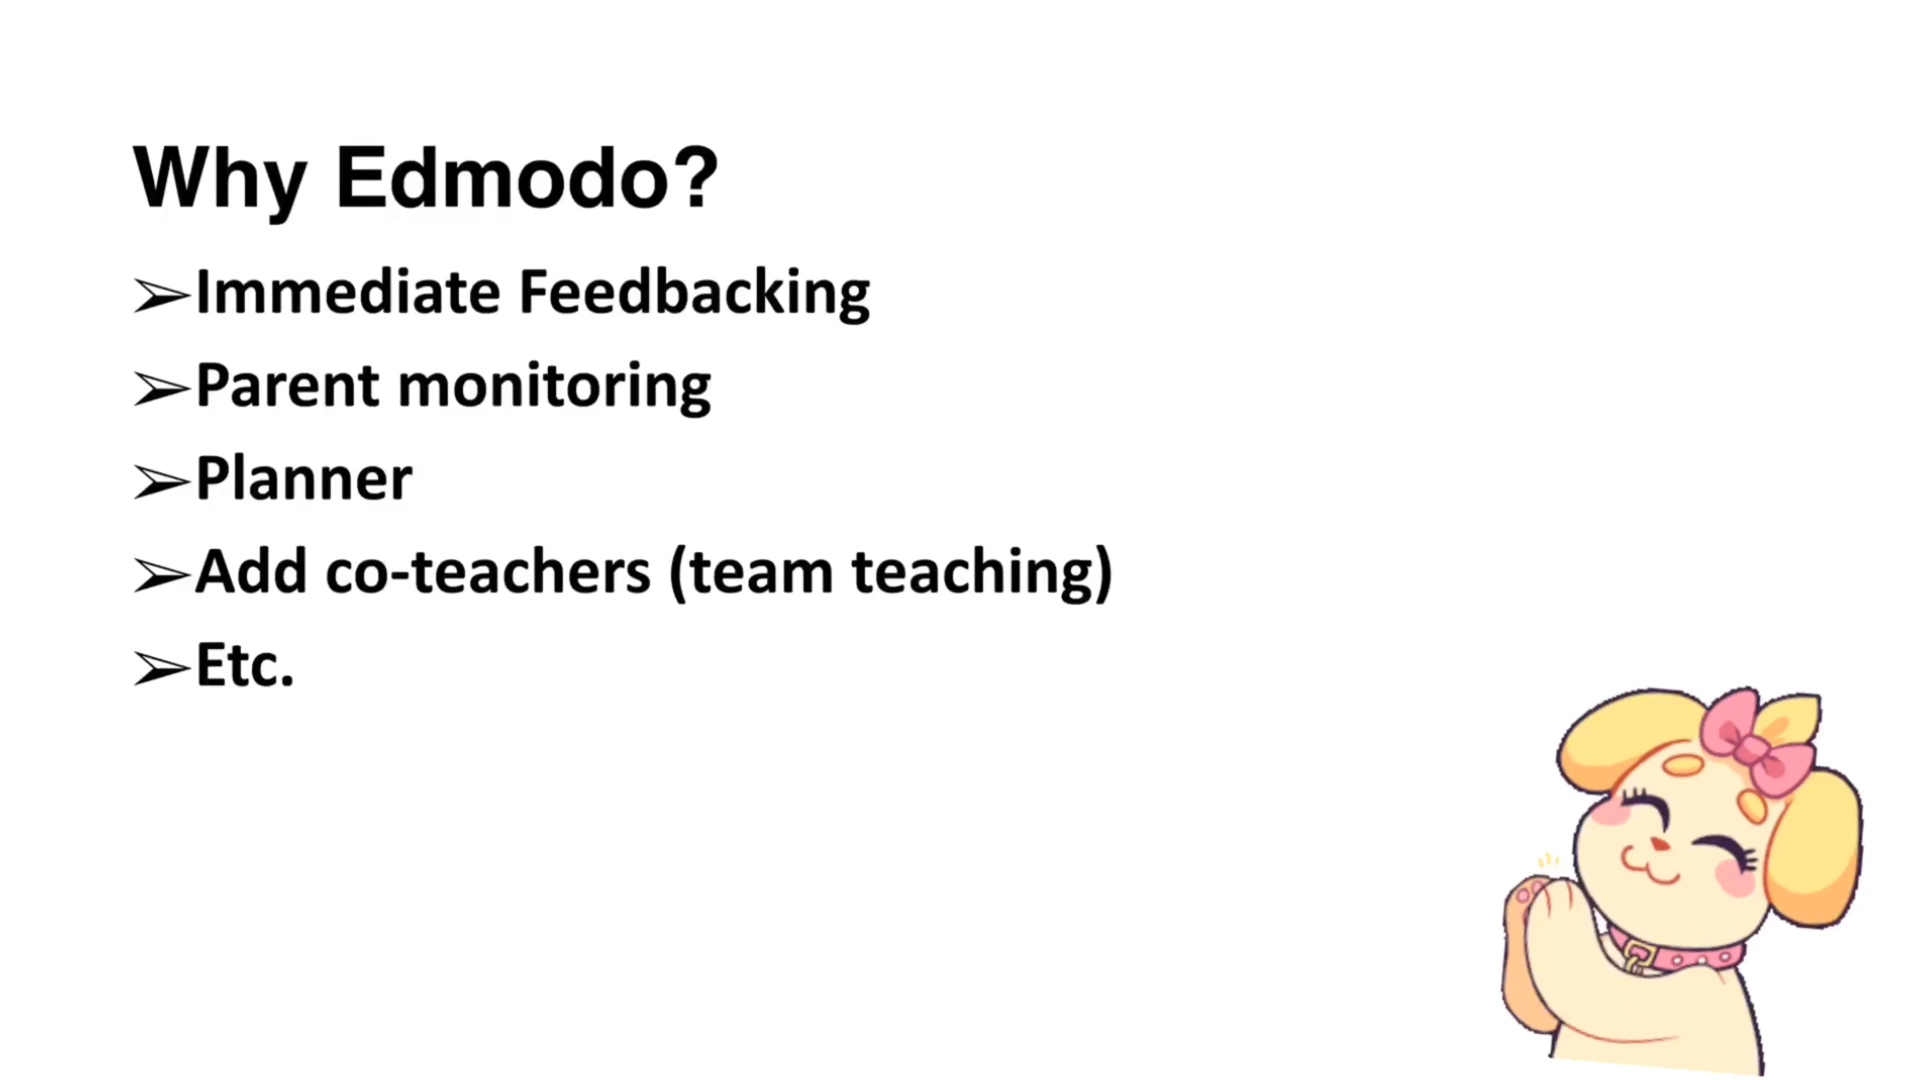 Why Edmodo?
➢Immediate Feedbacking
➢Parent monitoring
➢Planner
➢Add co-teachers (team teaching)
➢Etc.